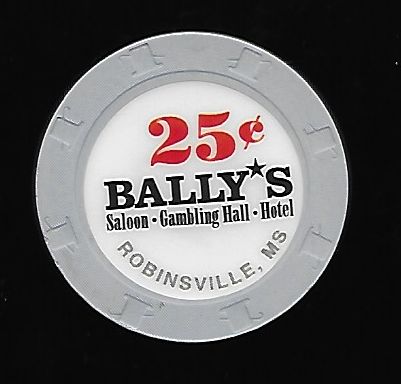 25¢
BALLY★S
Saloon • Gambling Hall • Hotel
ROBINSVILLE, MS